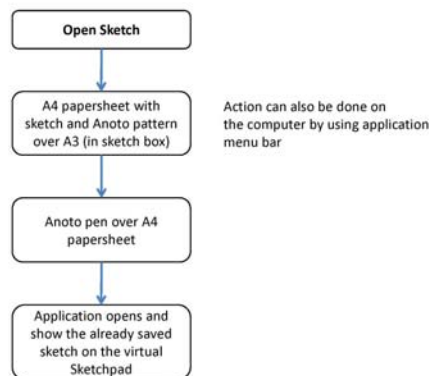 Open Sketch
A4 papersheet with
sketch and Anoto pattern
over A3 (in sketch box)
Action can also be done on
the computer by using application
menu bar
Anoto pen over A4
papersheet
Application opens and
show the already saved
sketch on the virtual
Sketchpad